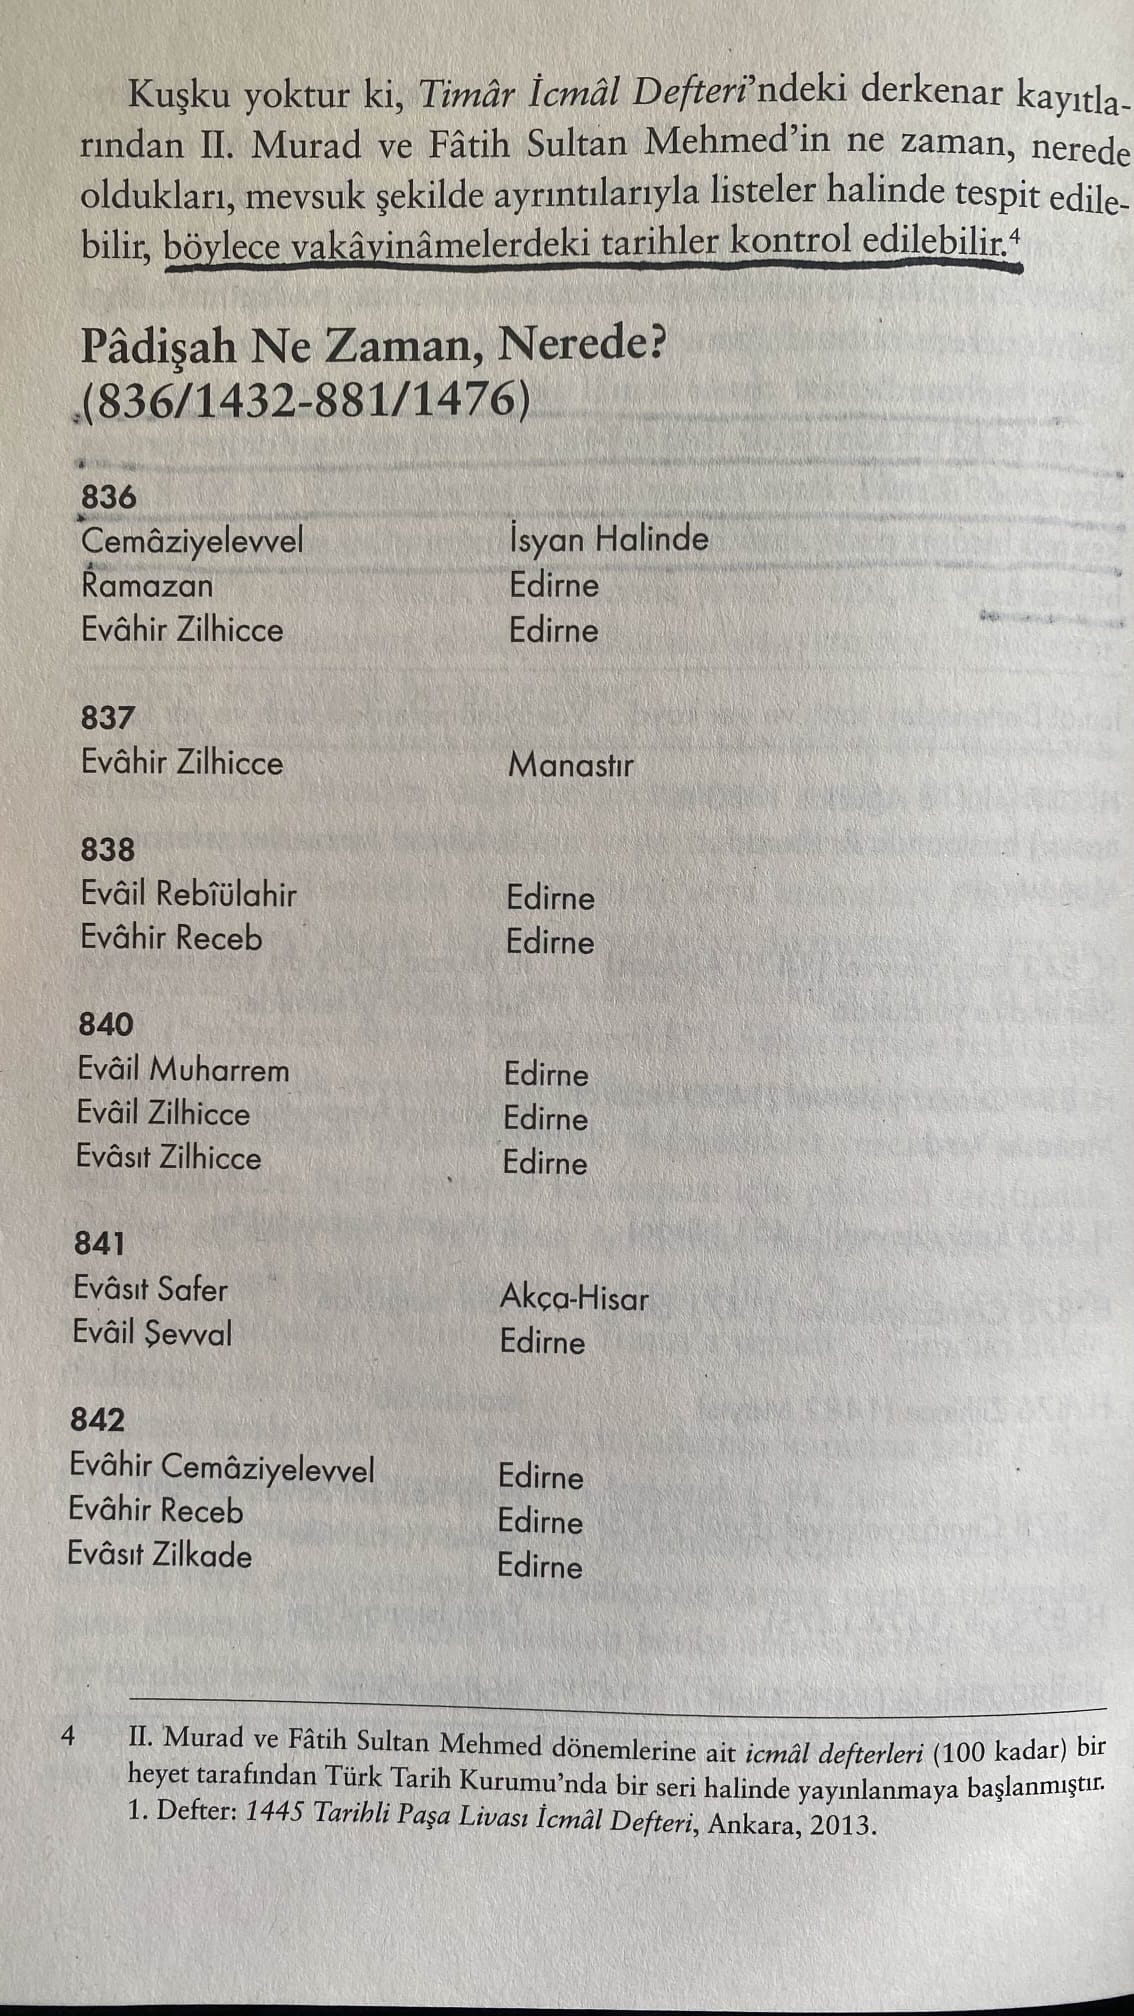 Kuşku yoktur ki, Timâr İcmâl Defteri’ndeki derkenar kayıtla-
rından II. Murad ve Fâtih Sultan Mehmed’in ne zaman, nerede
oldukları, mevsuk şekilde ayrıntılarıyla listeler halinde tespit edile-
bilir, böylece vakâyinâmelerdeki tarihler kontrol edilebilir.⁴
Pâdişah Ne Zaman, Nerede?
(836/1432-881/1476)
836
Cemâziyelevvel İsyan Halinde
Ramazan Edirne
Evâhir Zilhicce Edirne
837
Evâhir Zilhicce Manastır
838
Evâil Rebîülahir Edirne
Evâhir Receb Edirne
840
Evâil Muharrem Edirne
Evâil Zilhicce Edirne
Evâsıt Zilhicce Edirne
841
Evâsıt Safer Akça-Hisar
Evâil Şevval Edirne
842
Evâhir Cemâziyelevvel Edirne
Evâhir Receb Edirne
Evâsıt Zilkade Edirne
4 II. Murad ve Fâtih Sultan Mehmed dönemlerine ait icmâl defterleri (100 kadar) bir
heyet tarafından Türk Tarih Kurumu’nda bir seri halinde yayınlanmaya başlanmıştır.
1. Defter: 1445 Tarihli Paşa Livası İcmâl Defteri, Ankara, 2013.